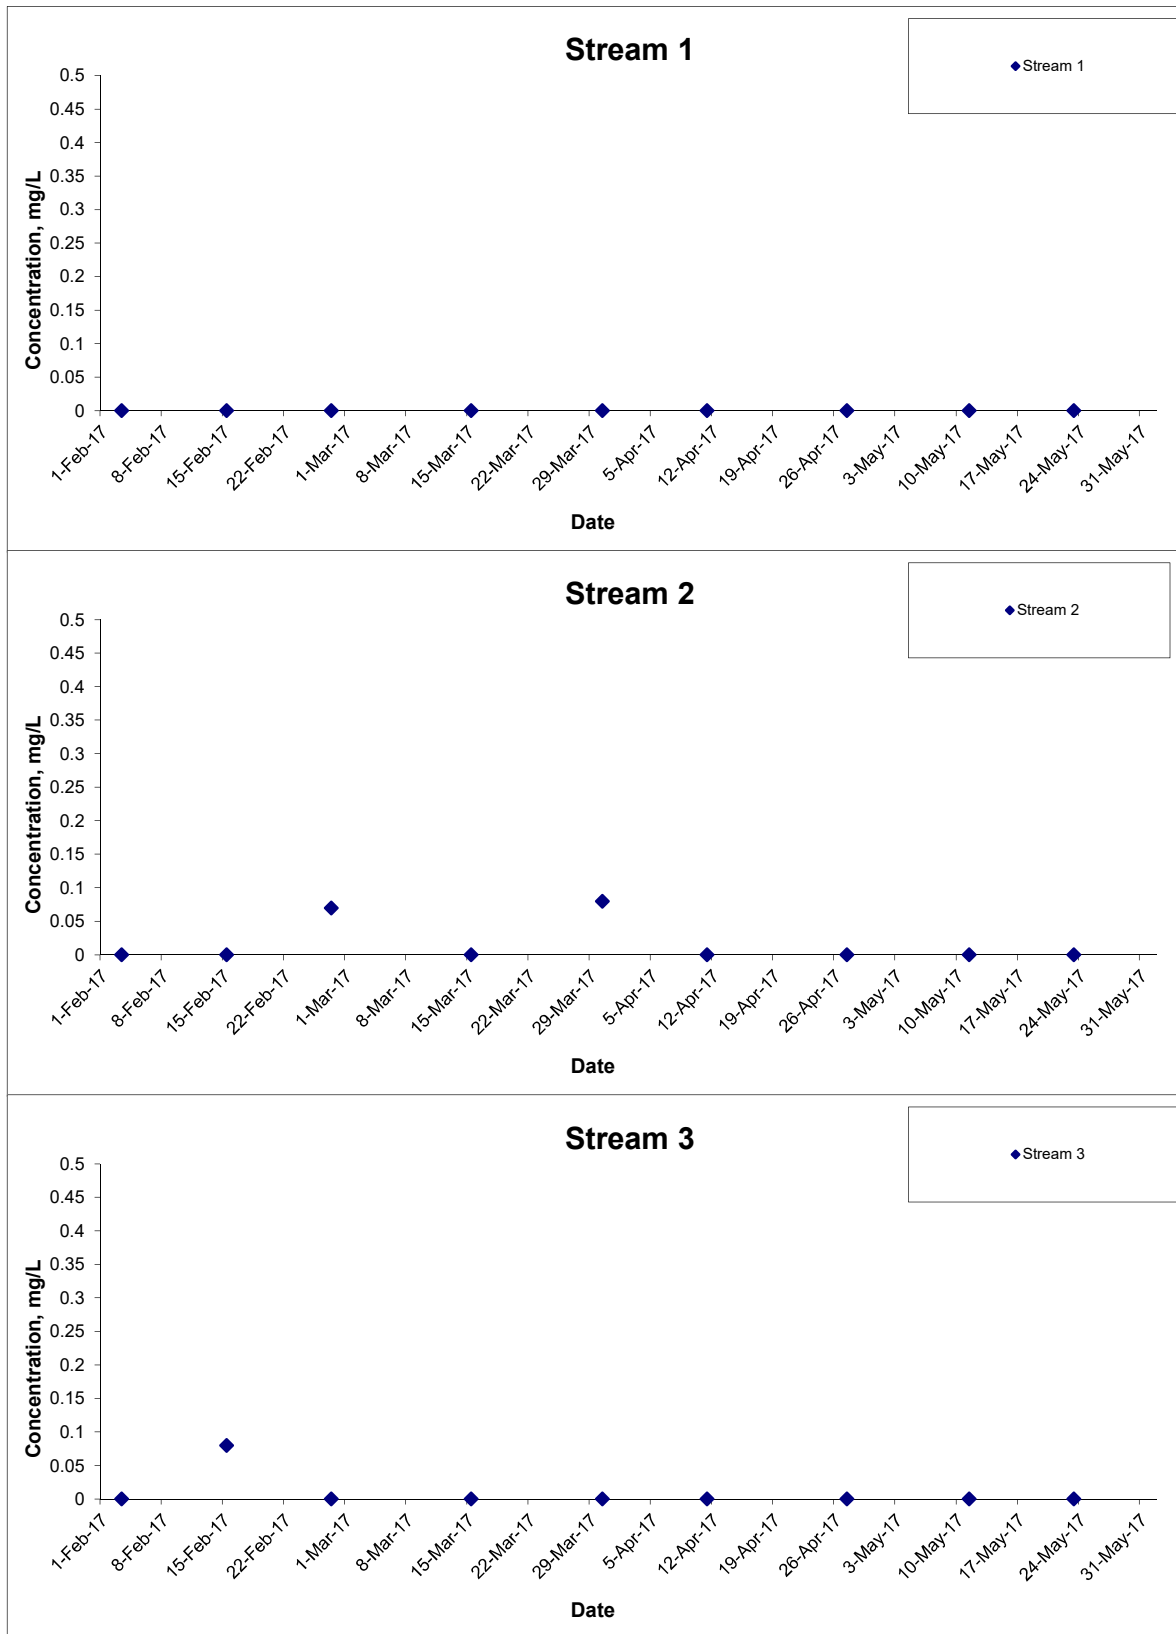 Stream 1
Stream 1
0.5
0.45
0.4
0.35
0.3
0.25
0.2
0.15
0.1
0.05
0
Concentration, mg/L
1-Feb-17
8-Feb-17
15-Feb-17
22-Feb-17
1-Mar-17
8-Mar-17
15-Mar-17
22-Mar-17
29-Mar-17
5-Apr-17
12-Apr-17
19-Apr-17
26-Apr-17
3-May-17
10-May-17
17-May-17
24-May-17
31-May-17
Date
Stream 2
Stream 2
0.5
0.45
0.4
0.35
0.3
0.25
0.2
0.15
0.1
0.05
0
Concentration, mg/L
1-Feb-17
8-Feb-17
15-Feb-17
22-Feb-17
1-Mar-17
8-Mar-17
15-Mar-17
22-Mar-17
29-Mar-17
5-Apr-17
12-Apr-17
19-Apr-17
26-Apr-17
3-May-17
10-May-17
17-May-17
24-May-17
31-May-17
Date
Stream 3
Stream 3
0.5
0.45
0.4
0.35
0.3
0.25
0.2
0.15
0.1
0.05
0
Concentration, mg/L
1-Feb-17
8-Feb-17
15-Feb-17
22-Feb-17
1-Mar-17
8-Mar-17
15-Mar-17
22-Mar-17
29-Mar-17
5-Apr-17
12-Apr-17
19-Apr-17
26-Apr-17
3-May-17
10-May-17
17-May-17
24-May-17
31-May-17
Date